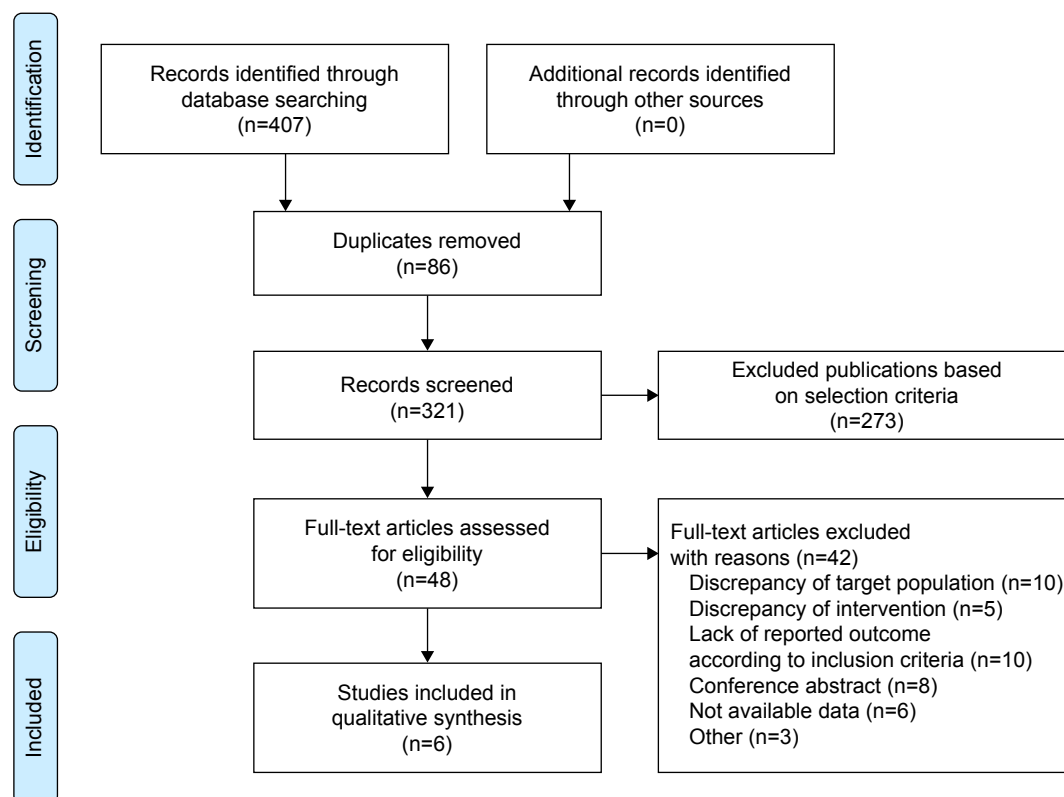 Identification
Records identified through
database searching
(n=407)
Additional records identified
through other sources
(n=0)
Screening
Duplicates removed
(n=86)
Records screened
(n=321)
Excluded publications based
on selection criteria
(n=273)
Eligibility
Full-text articles assessed
for eligibility
(n=48)
Full-text articles excluded
with reasons (n=42)
Discrepancy of target population (n=10)
Discrepancy of intervention (n=5)
Lack of reported outcome
according to inclusion criteria (n=10)
Conference abstract (n=8)
Not available data (n=6)
Other (n=3)
Included
Studies included in
qualitative synthesis
(n=6)